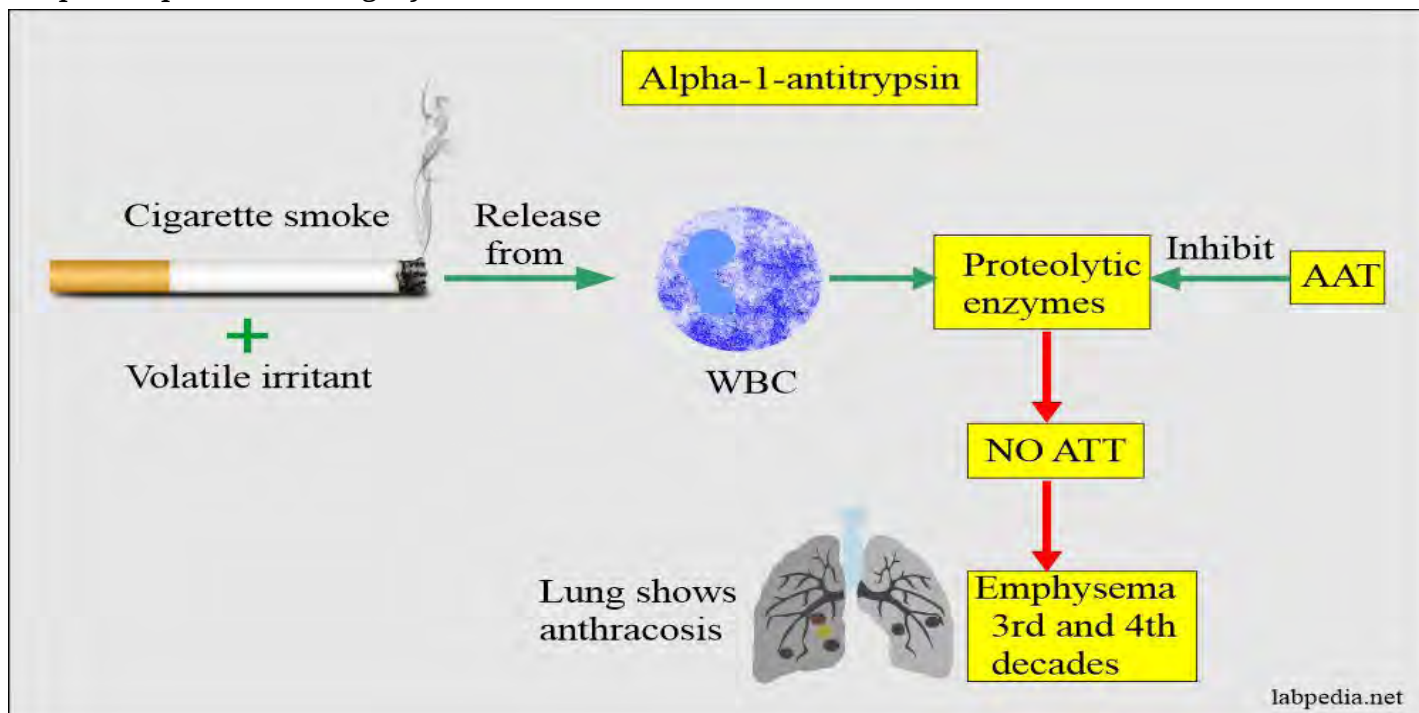 Alpha-1-antitrypsin
Cigarette smoke
Release
from
+
Volatile irritant
WBC
Proteolytic
enzymes
Inhibit
AAT
NO ATT
Lung shows
anthracosis
Emphysema
3rd and 4th
decades
labpedia.net